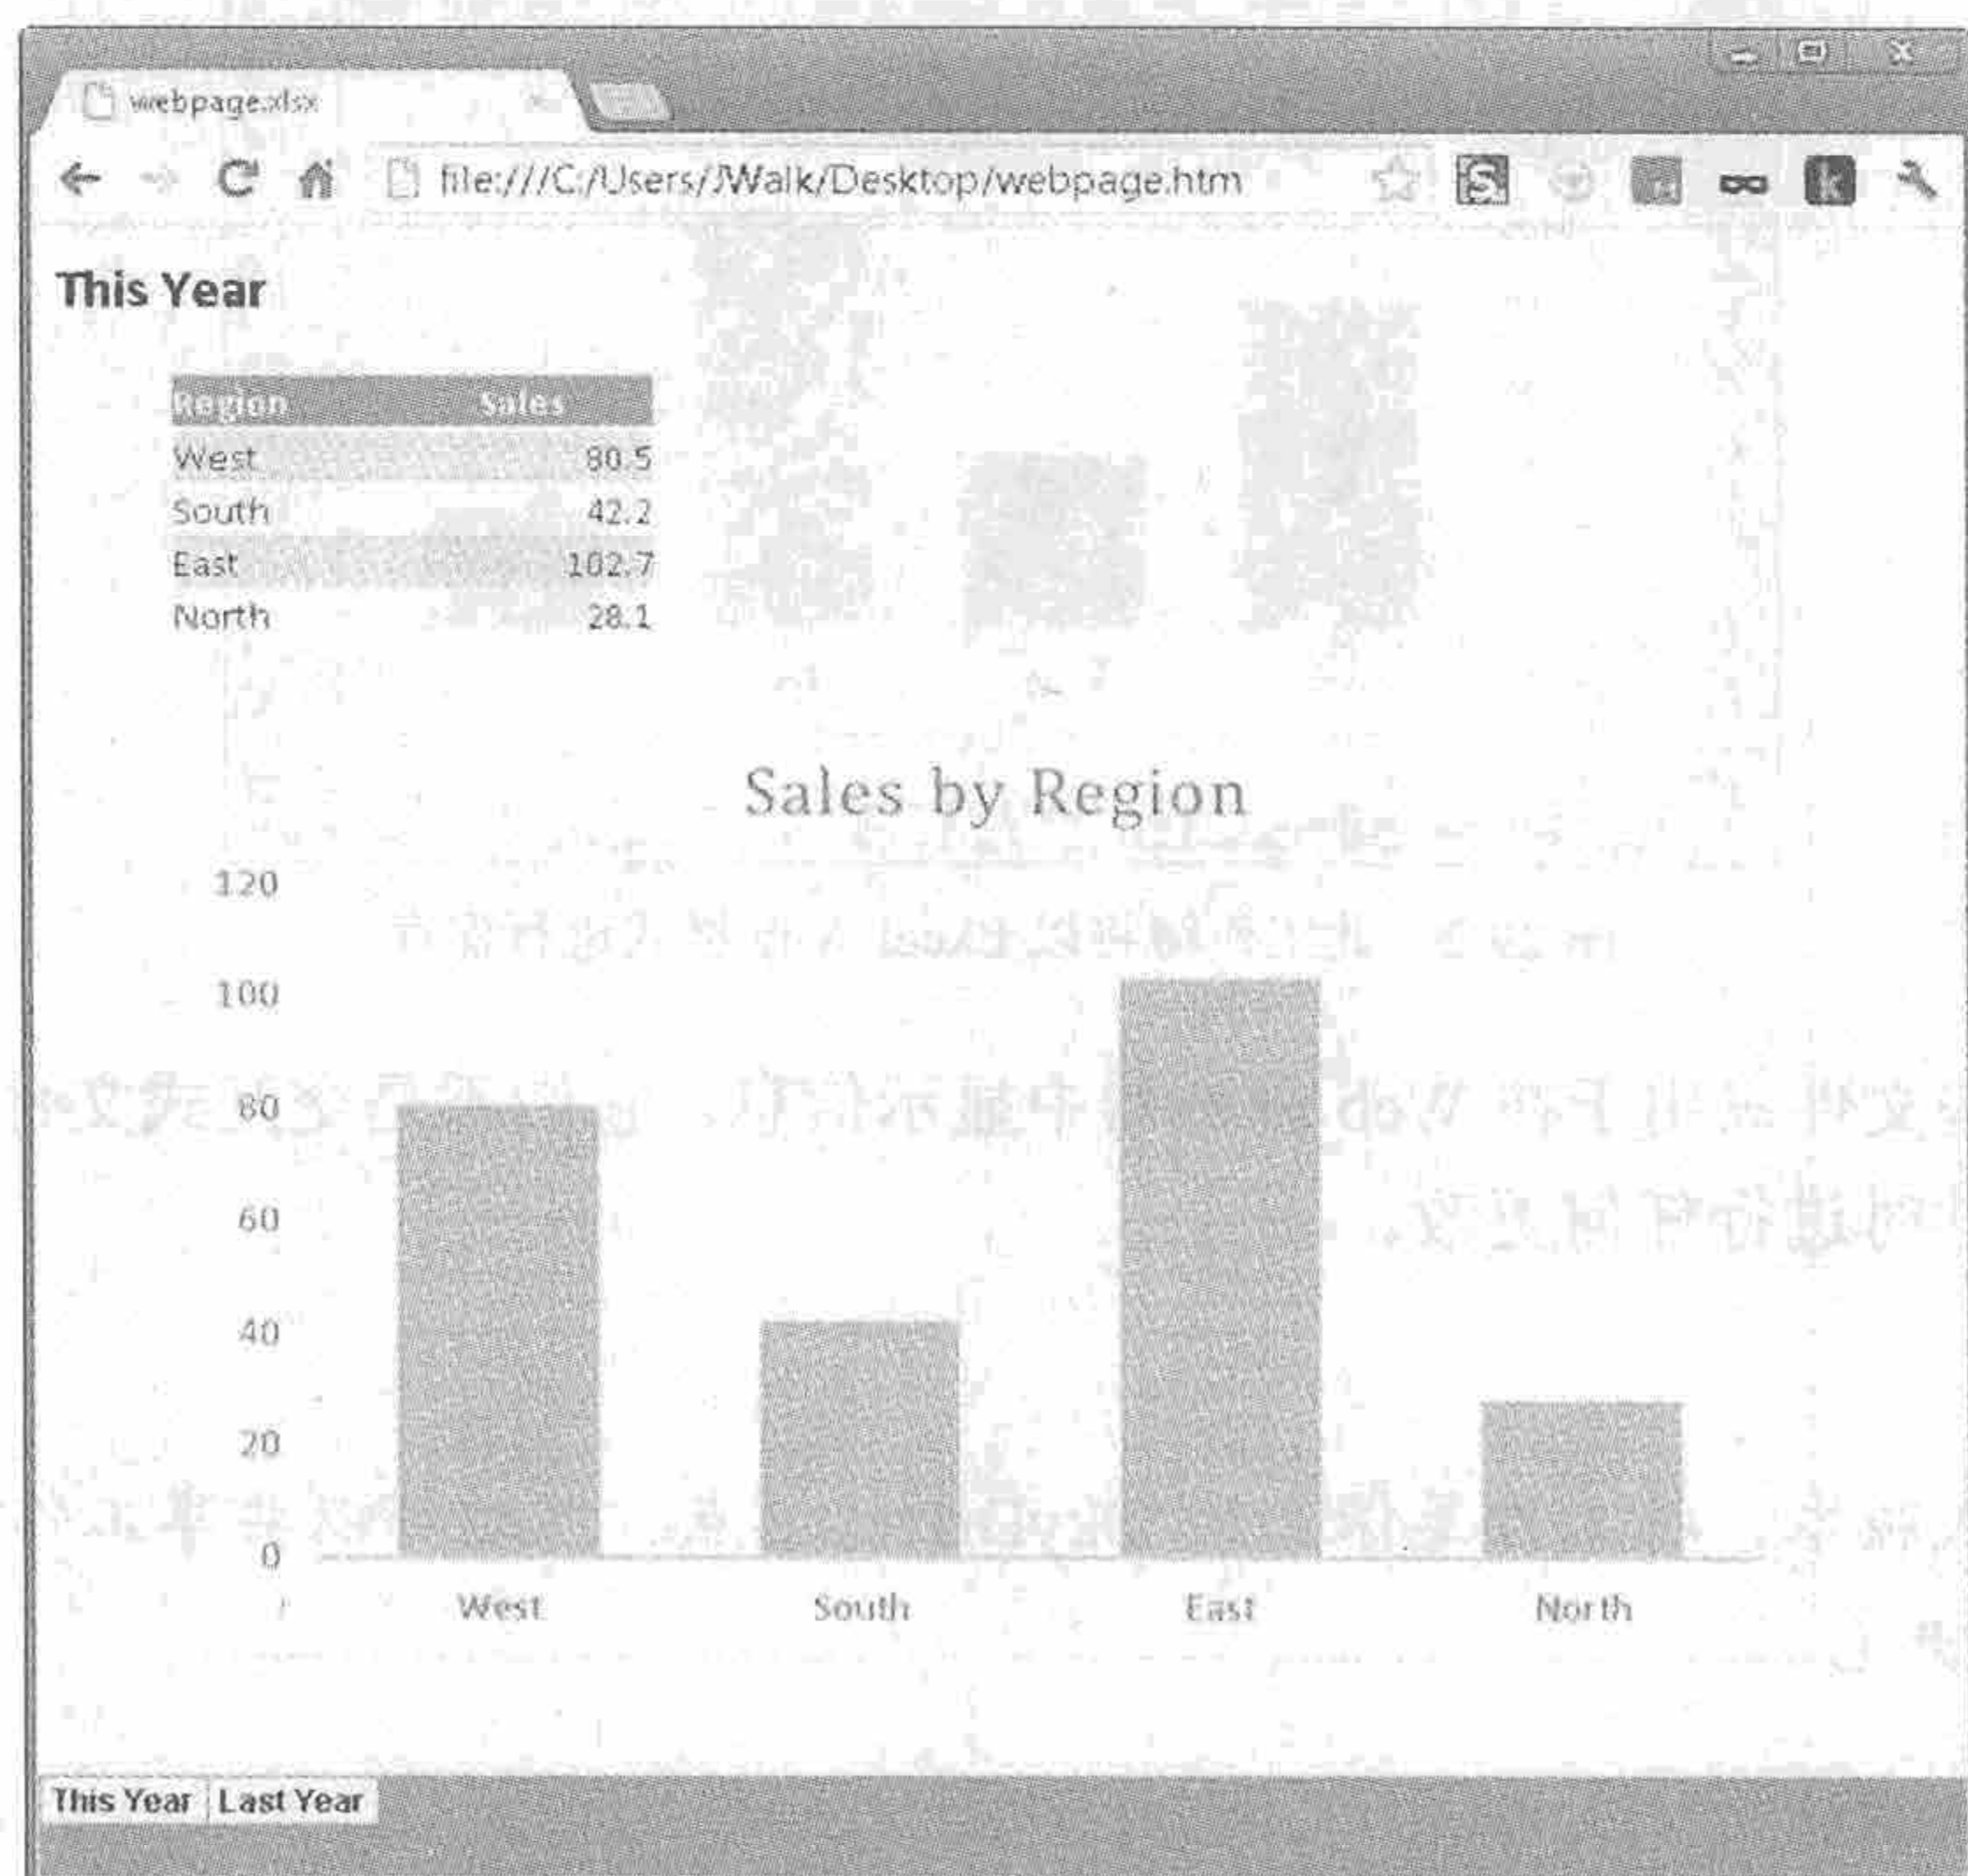 webpage.xlsx
file:///C:/Users/JWalk/Desktop/webpage.htm
This Year
Region Sales
West 80.5
South 42.2
East 102.7
North 28.1
Sales by Region
120
100
80
60
40
20
0
West South East North
This Year Last Year